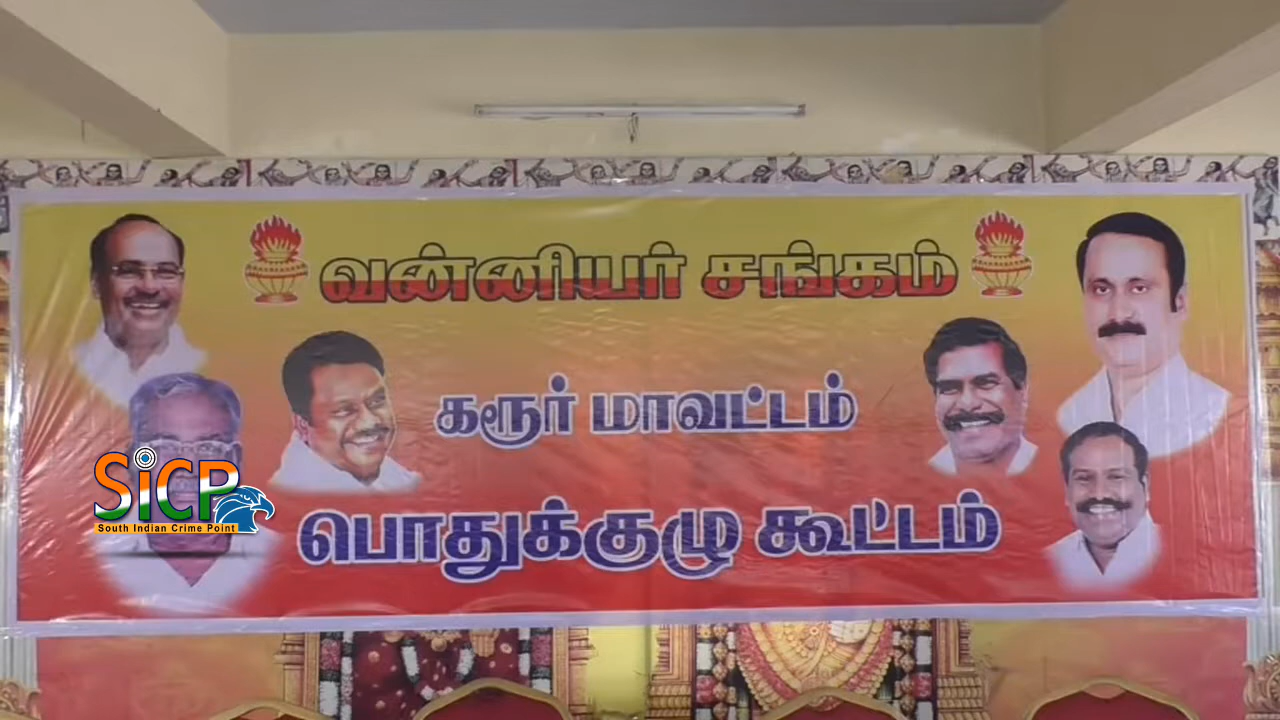 வன்னியர் சங்கம்
கரூர் மாவட்டம்
SiCP
South Indian Crime Point
பொதுக்குழு கூட்டம்